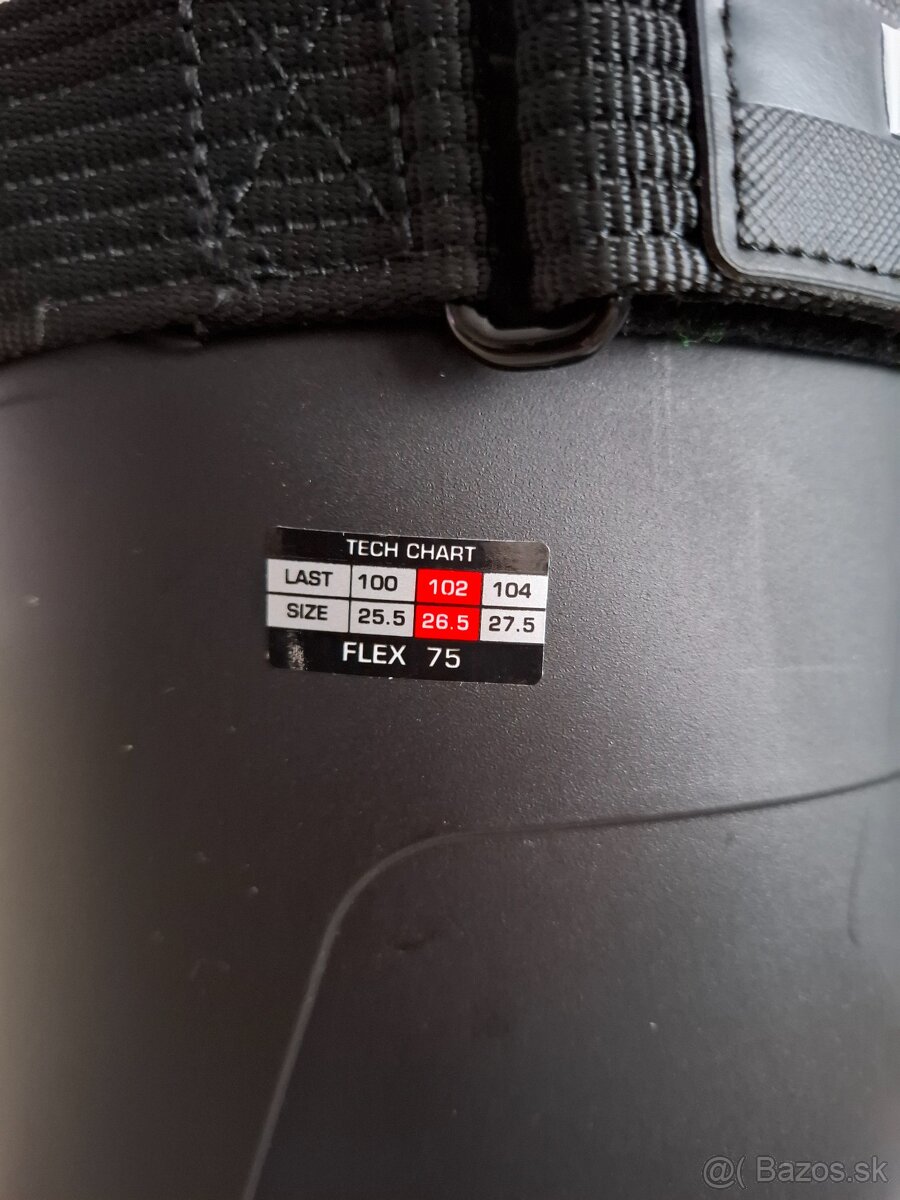 TECH CHART
LAST 100 102 104
SIZE 25.5 26.5 27.5
FLEX 75
@( Bazos.sk